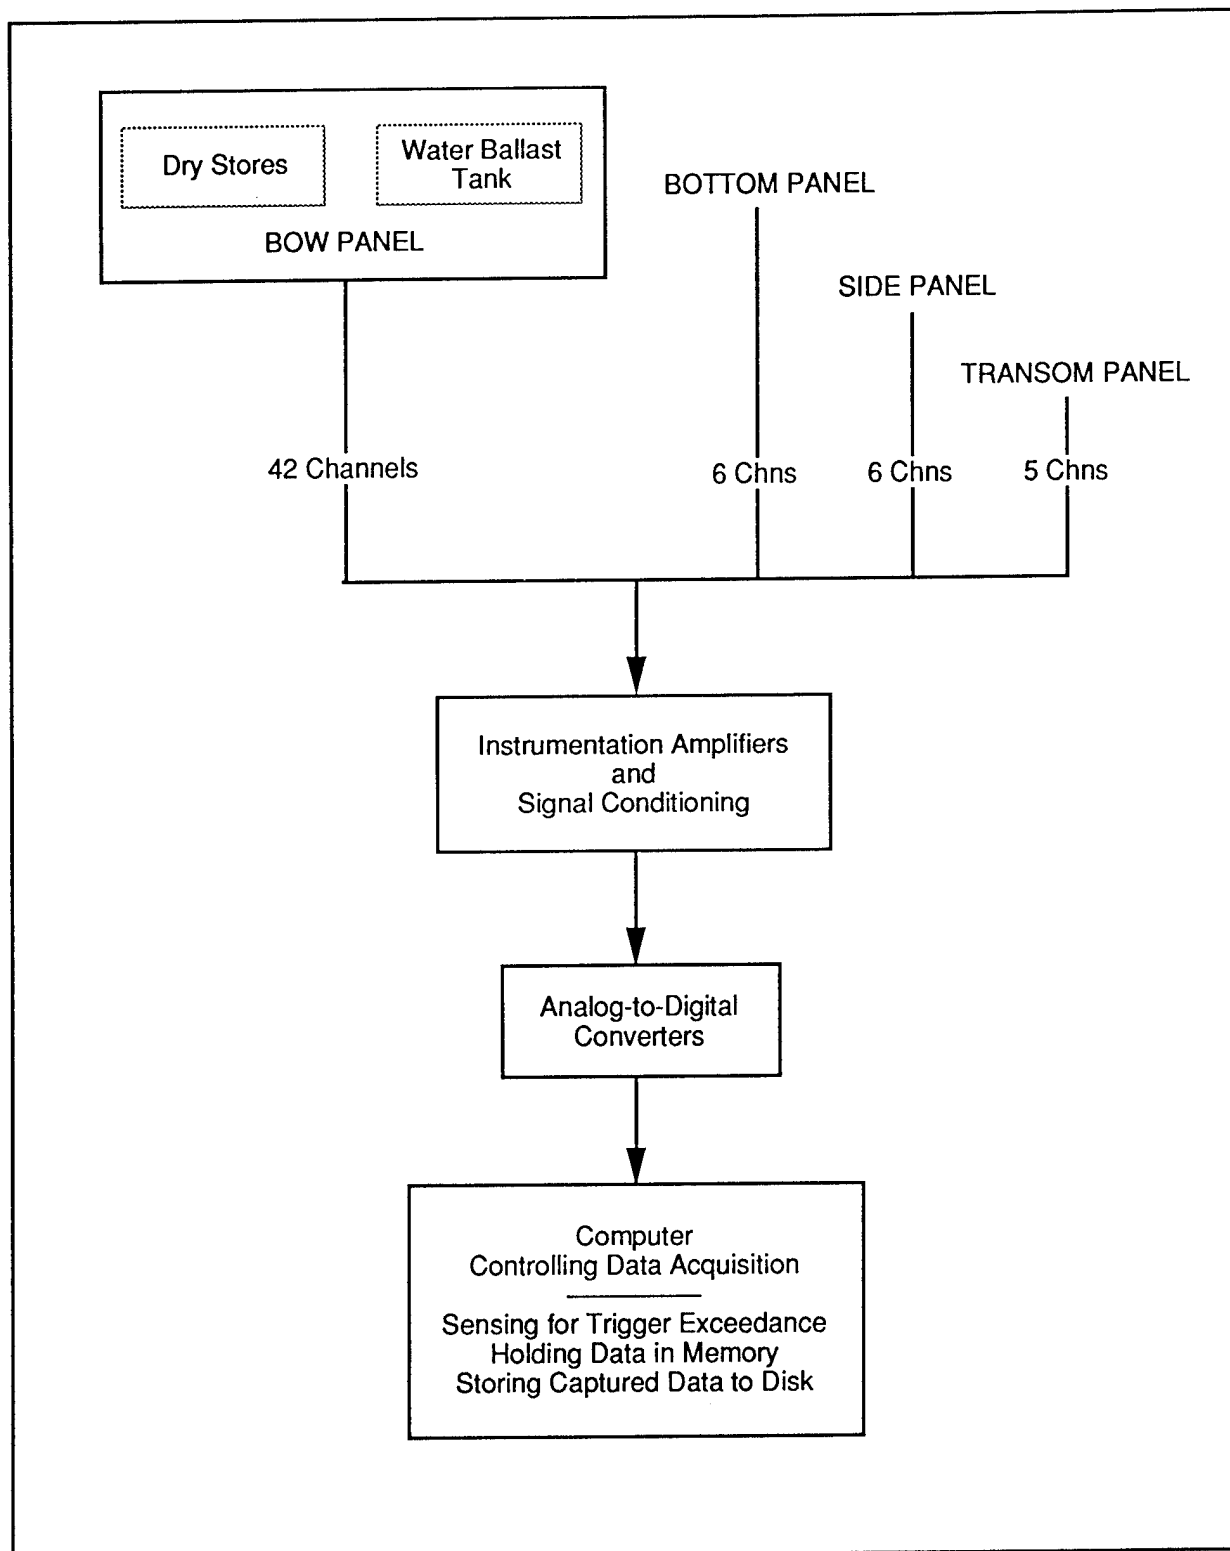 Dry Stores
Water Ballast
Tank
BOW PANEL
BOTTOM PANEL
SIDE PANEL
TRANSOM PANEL
42 Channels
6 Chns
6 Chns
5 Chns
Instrumentation Amplifiers
and
Signal Conditioning
Analog-to-Digital
Converters
Computer
Controlling Data Acquisition
Sensing for Trigger Exceedance
Holding Data in Memory
Storing Captured Data to Disk